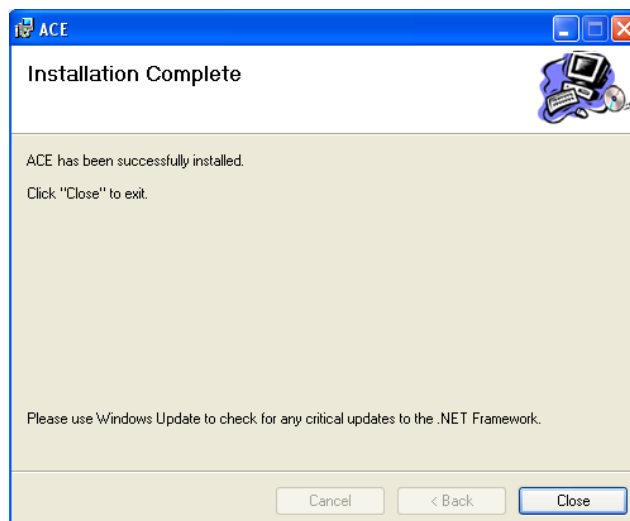 ACE
Installation Complete
ACE has been successfully installed.
Click "Close" to exit.
Please use Windows Update to check for any critical updates to the .NET Framework.
Cancel
< Back
Close